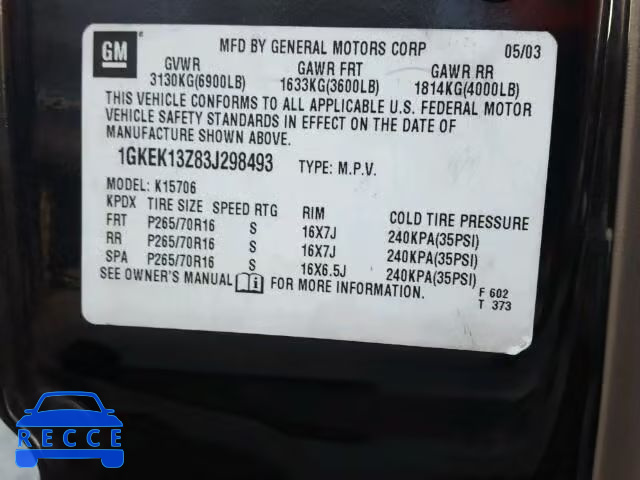 GM ® MFD BY GENERAL MOTORS CORP 05/03
GVWR GAWR FRT GAWR RR
3130KG(6900LB) 1633KG(3600LB) 1814KG(4000LB)
THIS VEHICLE CONFORMS TO ALL APPLICABLE U.S. FEDERAL MOTOR
VEHICLE SAFETY STANDARDS IN EFFECT ON THE DATE OF
MANUFACTURE SHOWN ABOVE.
1GKEK13Z83J298493 TYPE: M.P.V.
MODEL: K15706
KPDX TIRE SIZE SPEED RTG RIM COLD TIRE PRESSURE
FRT P265/70R16 S 16X7J 240KPA(35PSI)
RR P265/70R16 S 16X7J 240KPA(35PSI)
SPA P265/70R16 S 16X6.5J 240KPA(35PSI)
SEE OWNER'S MANUAL FOR MORE INFORMATION.
F 602
T 373
RECCE